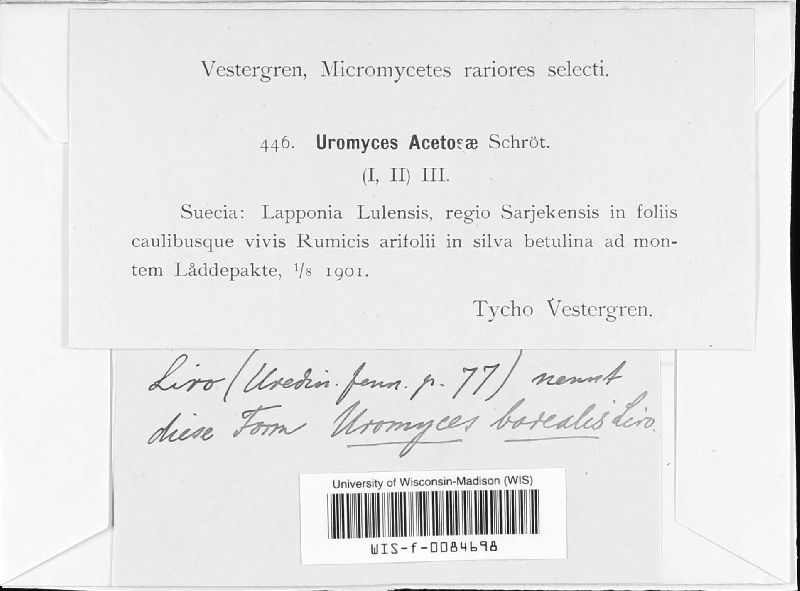 Vestergren, Micromycetes rariores selecti.
446. Uromyces Acetosæ Schröt.
(I, II) III.
Suecia: Lapponia Lulensis, regio Sarjekensis in foliis
caulibusque vivis Rumicis arifolii in silva betulina ad mon-
tem Låddepakte, 1/8 1901.
Tycho Vestergren.
Liro (Uredin. fenn. p. 77) nennt
diese Form Uromyces borealis Liro.
University of Wisconsin-Madison (WIS)
WIS-f-0084698